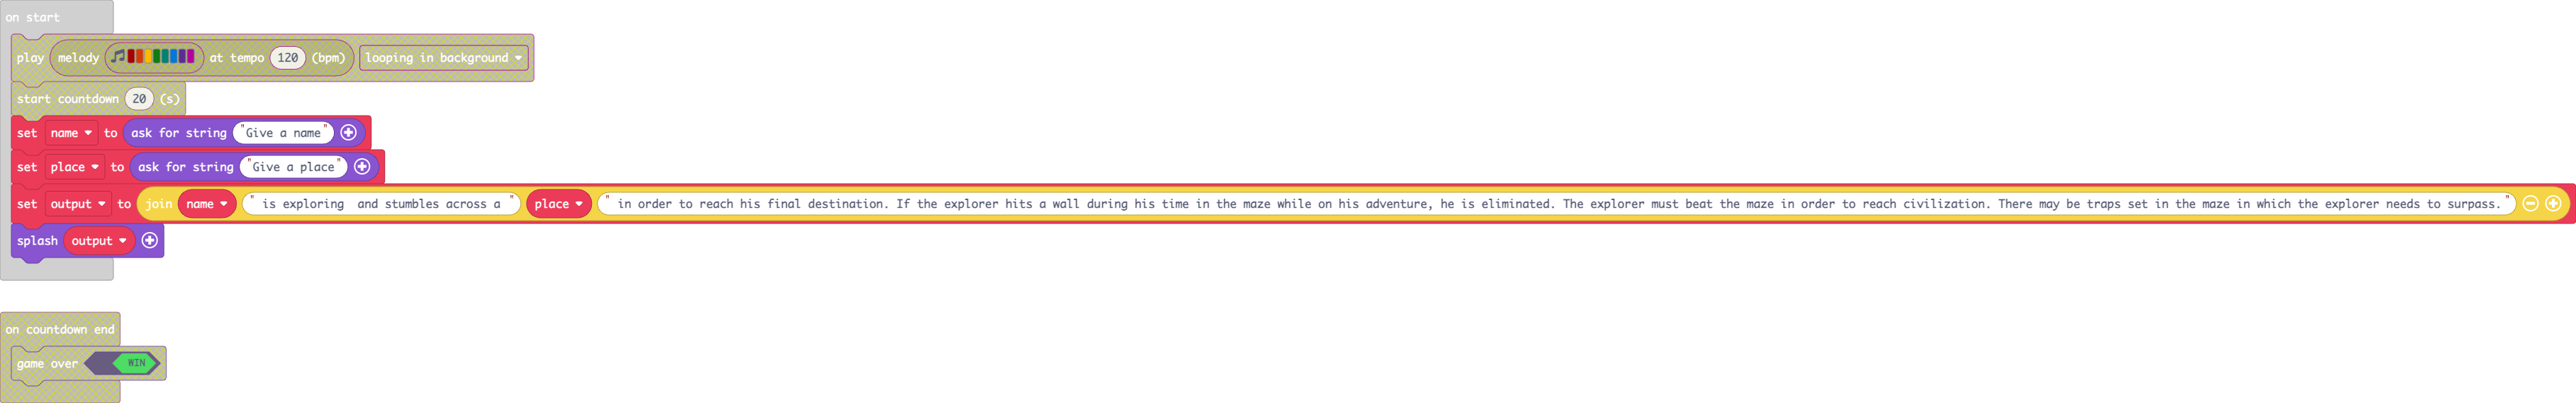 on start
play melody at tempo 120 (bpm) looping in background
start countdown 20 (s)
set name to ask for string "Give a name"
set place to ask for string "Give a place"
set output to join name " is exploring  and stumbles across a " place " in order to reach his final destination. If the explorer hits a wall during his time in the maze while on his adventure, he is eliminated. The explorer must beat the maze in order to reach civilization. There may be traps set in the maze in which the explorer needs to surpass."
splash output
on countdown end
game over WIN